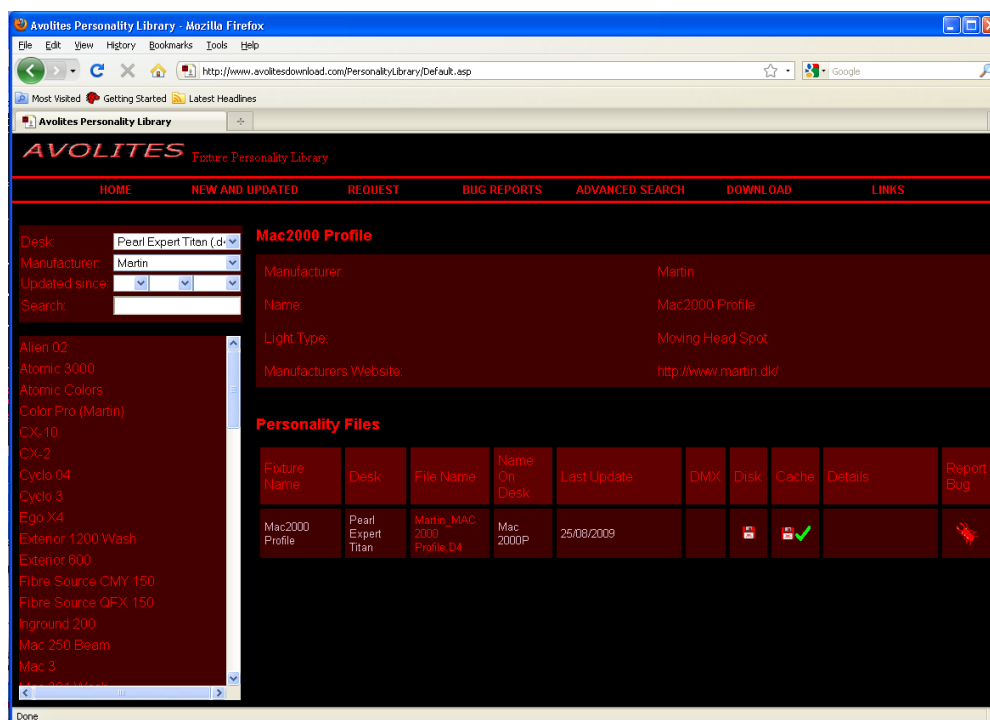 Avolites Personality Library - Mozilla Firefox
File Edit View History Bookmarks Tools Help
http://www.avolitesdownload.com/PersonalityLibrary/Default.asp
Google
Most Visited Getting Started Latest Headlines
Avolites Personality Library
AVOLITES Fixture Personality Library
HOME NEW AND UPDATED REQUEST BUG REPORTS ADVANCED SEARCH DOWNLOAD LINKS
Desk: Pearl Expert Titan (.d4
Manufacturer: Martin
Updated since:
Search:
Alien 02
Atomic 3000
Atomic Colors
Color Pro (Martin)
CX-10
CX-2
Cyclo 04
Cyclo 3
Ego X4
Exterior 1200 Wash
Exterior 600
Fibre Source CMY 150
Fibre Source QFX 150
Inground 200
Mac 250 Beam
Mac 3
Mac2000 Profile
Manufacturer: Martin
Name: Mac2000 Profile
Light Type: Moving Head Spot
Manufacturers Website: http://www.martin.dk/
Personality Files
Fixture Name Desk File Name Name On Desk Last Update DMX Disk Cache Details Report Bug
Mac2000 Profile Pearl Expert Titan Martin_MAC 2000 Profile.D4 Mac 2000P 25/08/2009
Done